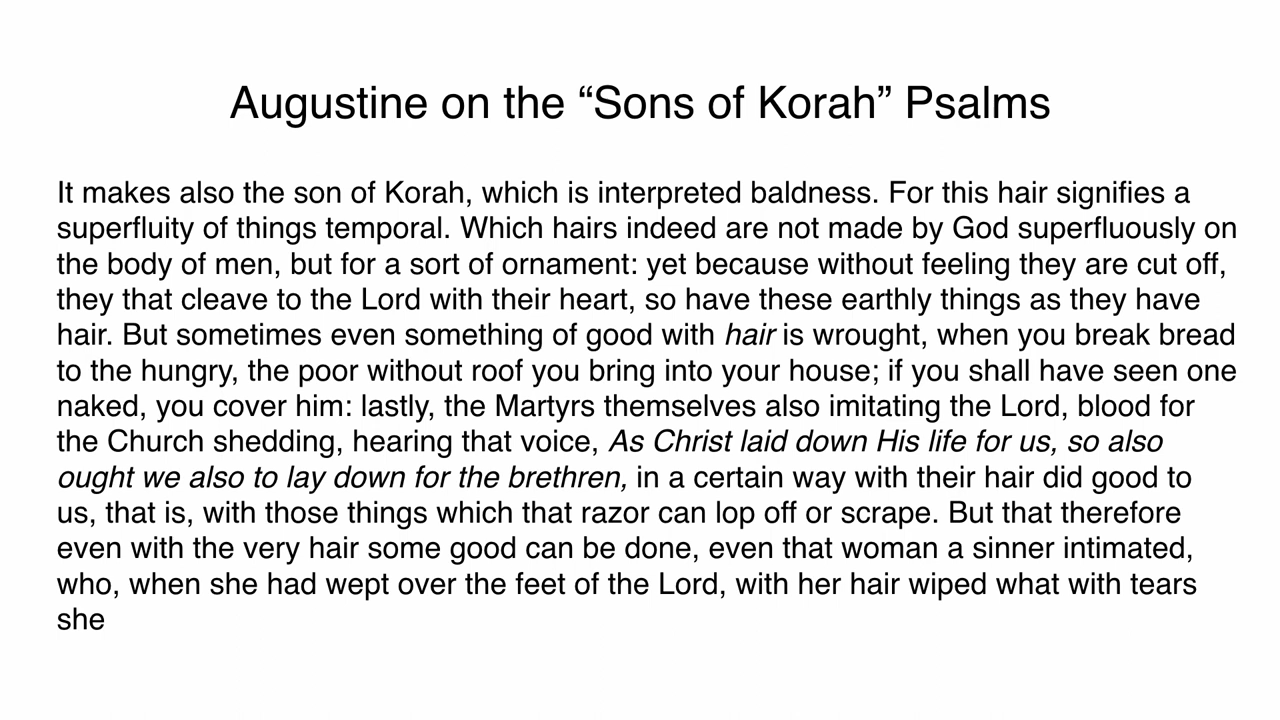 Augustine on the “Sons of Korah” Psalms
It makes also the son of Korah, which is interpreted baldness. For this hair signifies a
superfluity of things temporal. Which hairs indeed are not made by God superfluously on
the body of men, but for a sort of ornament: yet because without feeling they are cut off,
they that cleave to the Lord with their heart, so have these earthly things as they have
hair. But sometimes even something of good with hair is wrought, when you break bread
to the hungry, the poor without roof you bring into your house; if you shall have seen one
naked, you cover him: lastly, the Martyrs themselves also imitating the Lord, blood for
the Church shedding, hearing that voice, As Christ laid down His life for us, so also
ought we also to lay down for the brethren, in a certain way with their hair did good to
us, that is, with those things which that razor can lop off or scrape. But that therefore
even with the very hair some good can be done, even that woman a sinner intimated,
who, when she had wept over the feet of the Lord, with her hair wiped what with tears
she